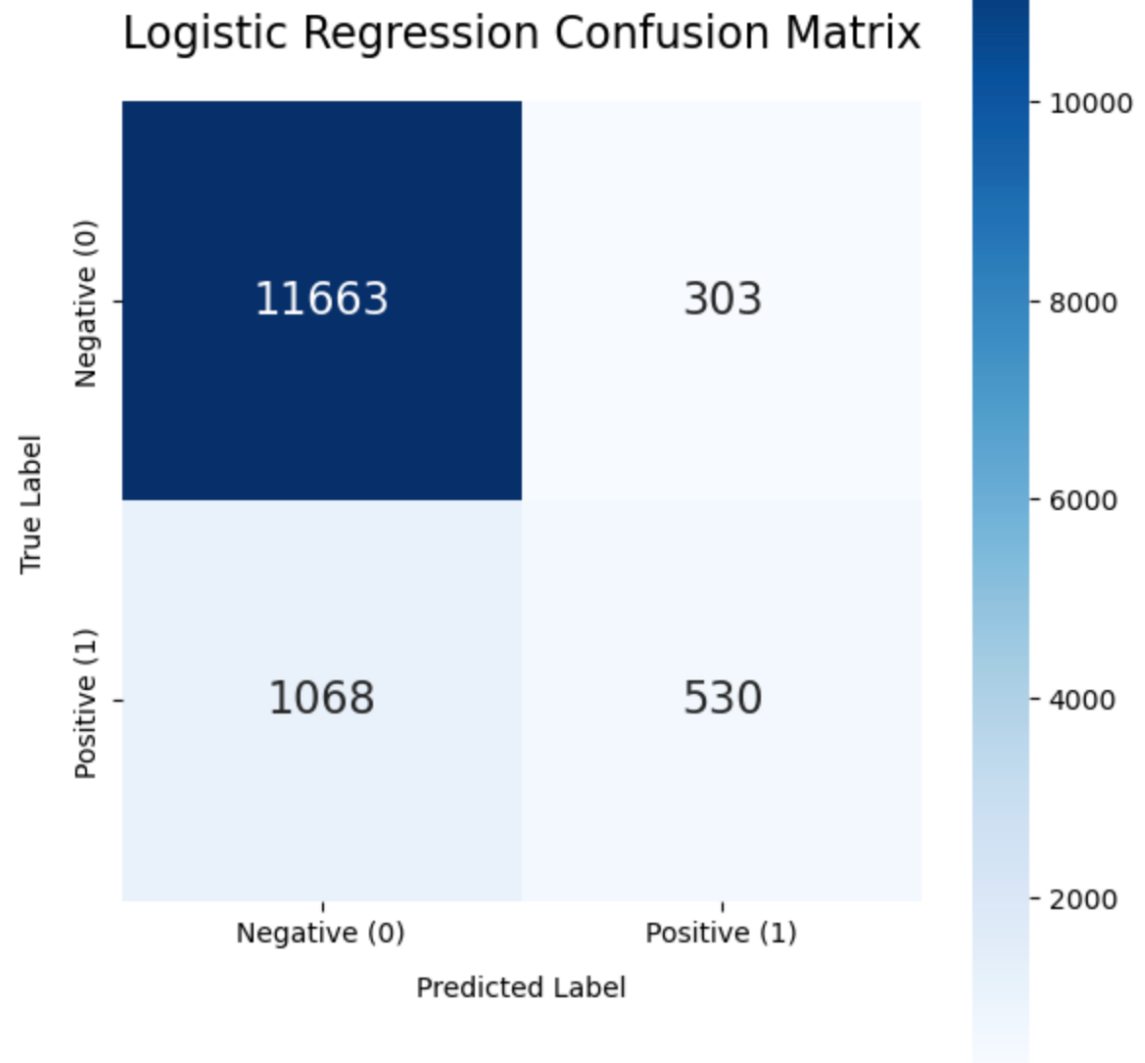 Logistic Regression Confusion Matrix
10000
8000
6000
4000
2000
True Label
Negative (0)
11663
303
Positive (1)
1068
530
Negative (0)
Positive (1)
Predicted Label